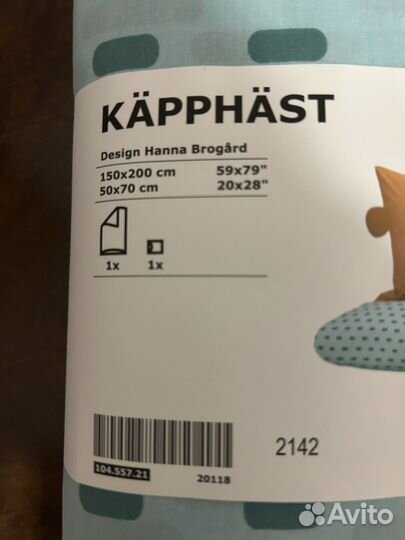 KÄPPHÄST
Design Hanna Brogård
150x200 cm 59x79"
50x70 cm 20x28"
1x 1x
104.557.21
20118
2142
Avito